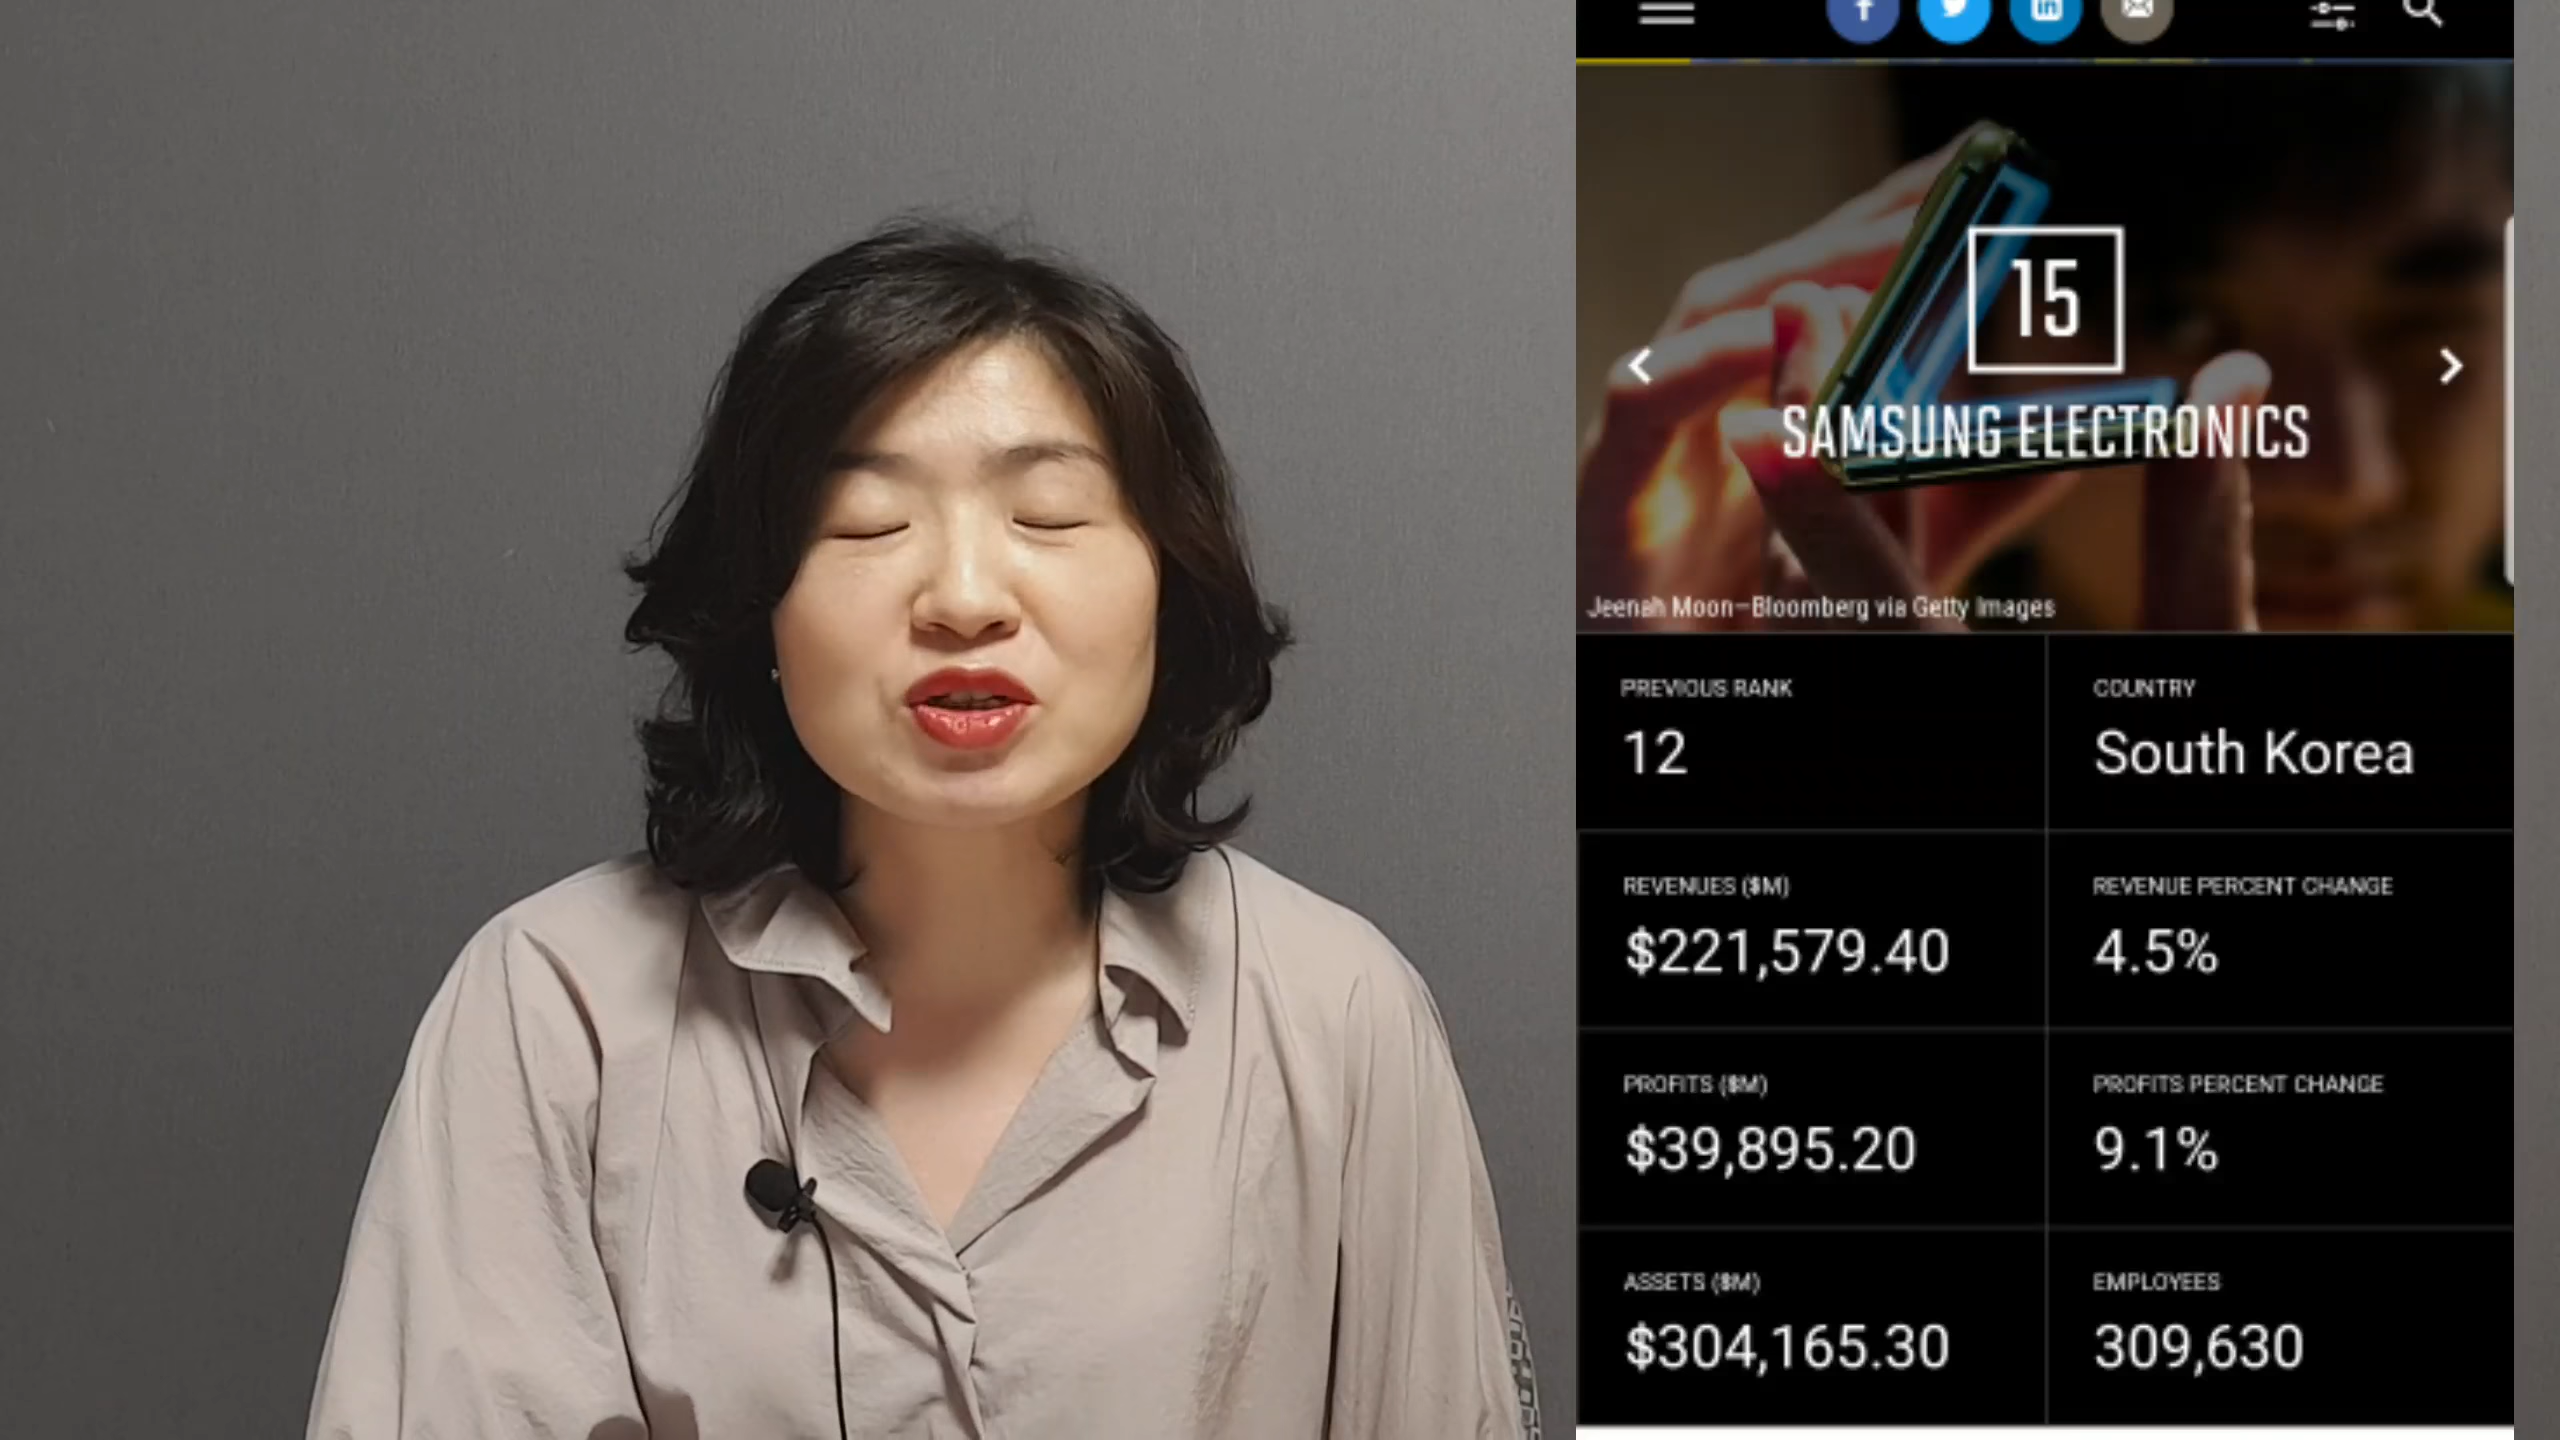 15
SAMSUNG ELECTRONICS
Jeenah Moon—Bloomberg via Getty Images
PREVIOUS RANK
12
COUNTRY
South Korea
REVENUES ($M)
$221,579.40
REVENUE PERCENT CHANGE
4.5%
PROFITS ($M)
$39,895.20
PROFITS PERCENT CHANGE
9.1%
ASSETS ($M)
$304,165.30
EMPLOYEES
309,630